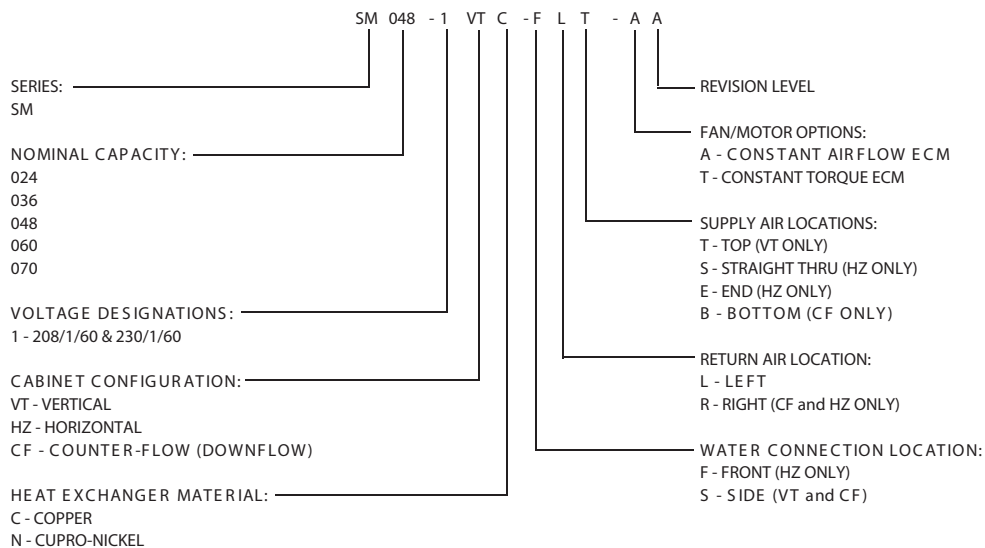 SM 048 - 1 VT C - F L T - A A
SERIES:
SM
NOMINAL CAPACITY:
024
036
048
060
070
VOLTAGE DESIGNATIONS:
1 - 208/1/60 & 230/1/60
CABINET CONFIGURATION:
VT - VERTICAL
HZ - HORIZONTAL
CF - COUNTER-FLOW (DOWNFLOW)
HEAT EXCHANGER MATERIAL:
C - COPPER
N - CUPRO-NICKEL
REVISION LEVEL
FAN/MOTOR OPTIONS:
A - CONSTANT AIRFLOW ECM
T - CONSTANT TORQUE ECM
SUPPLY AIR LOCATIONS:
T - TOP (VT ONLY)
S - STRAIGHT THRU (HZ ONLY)
E - END (HZ ONLY)
B - BOTTOM (CF ONLY)
RETURN AIR LOCATION:
L - LEFT
R - RIGHT (CF and HZ ONLY)
WATER CONNECTION LOCATION:
F - FRONT (HZ ONLY)
S - SIDE (VT and CF)